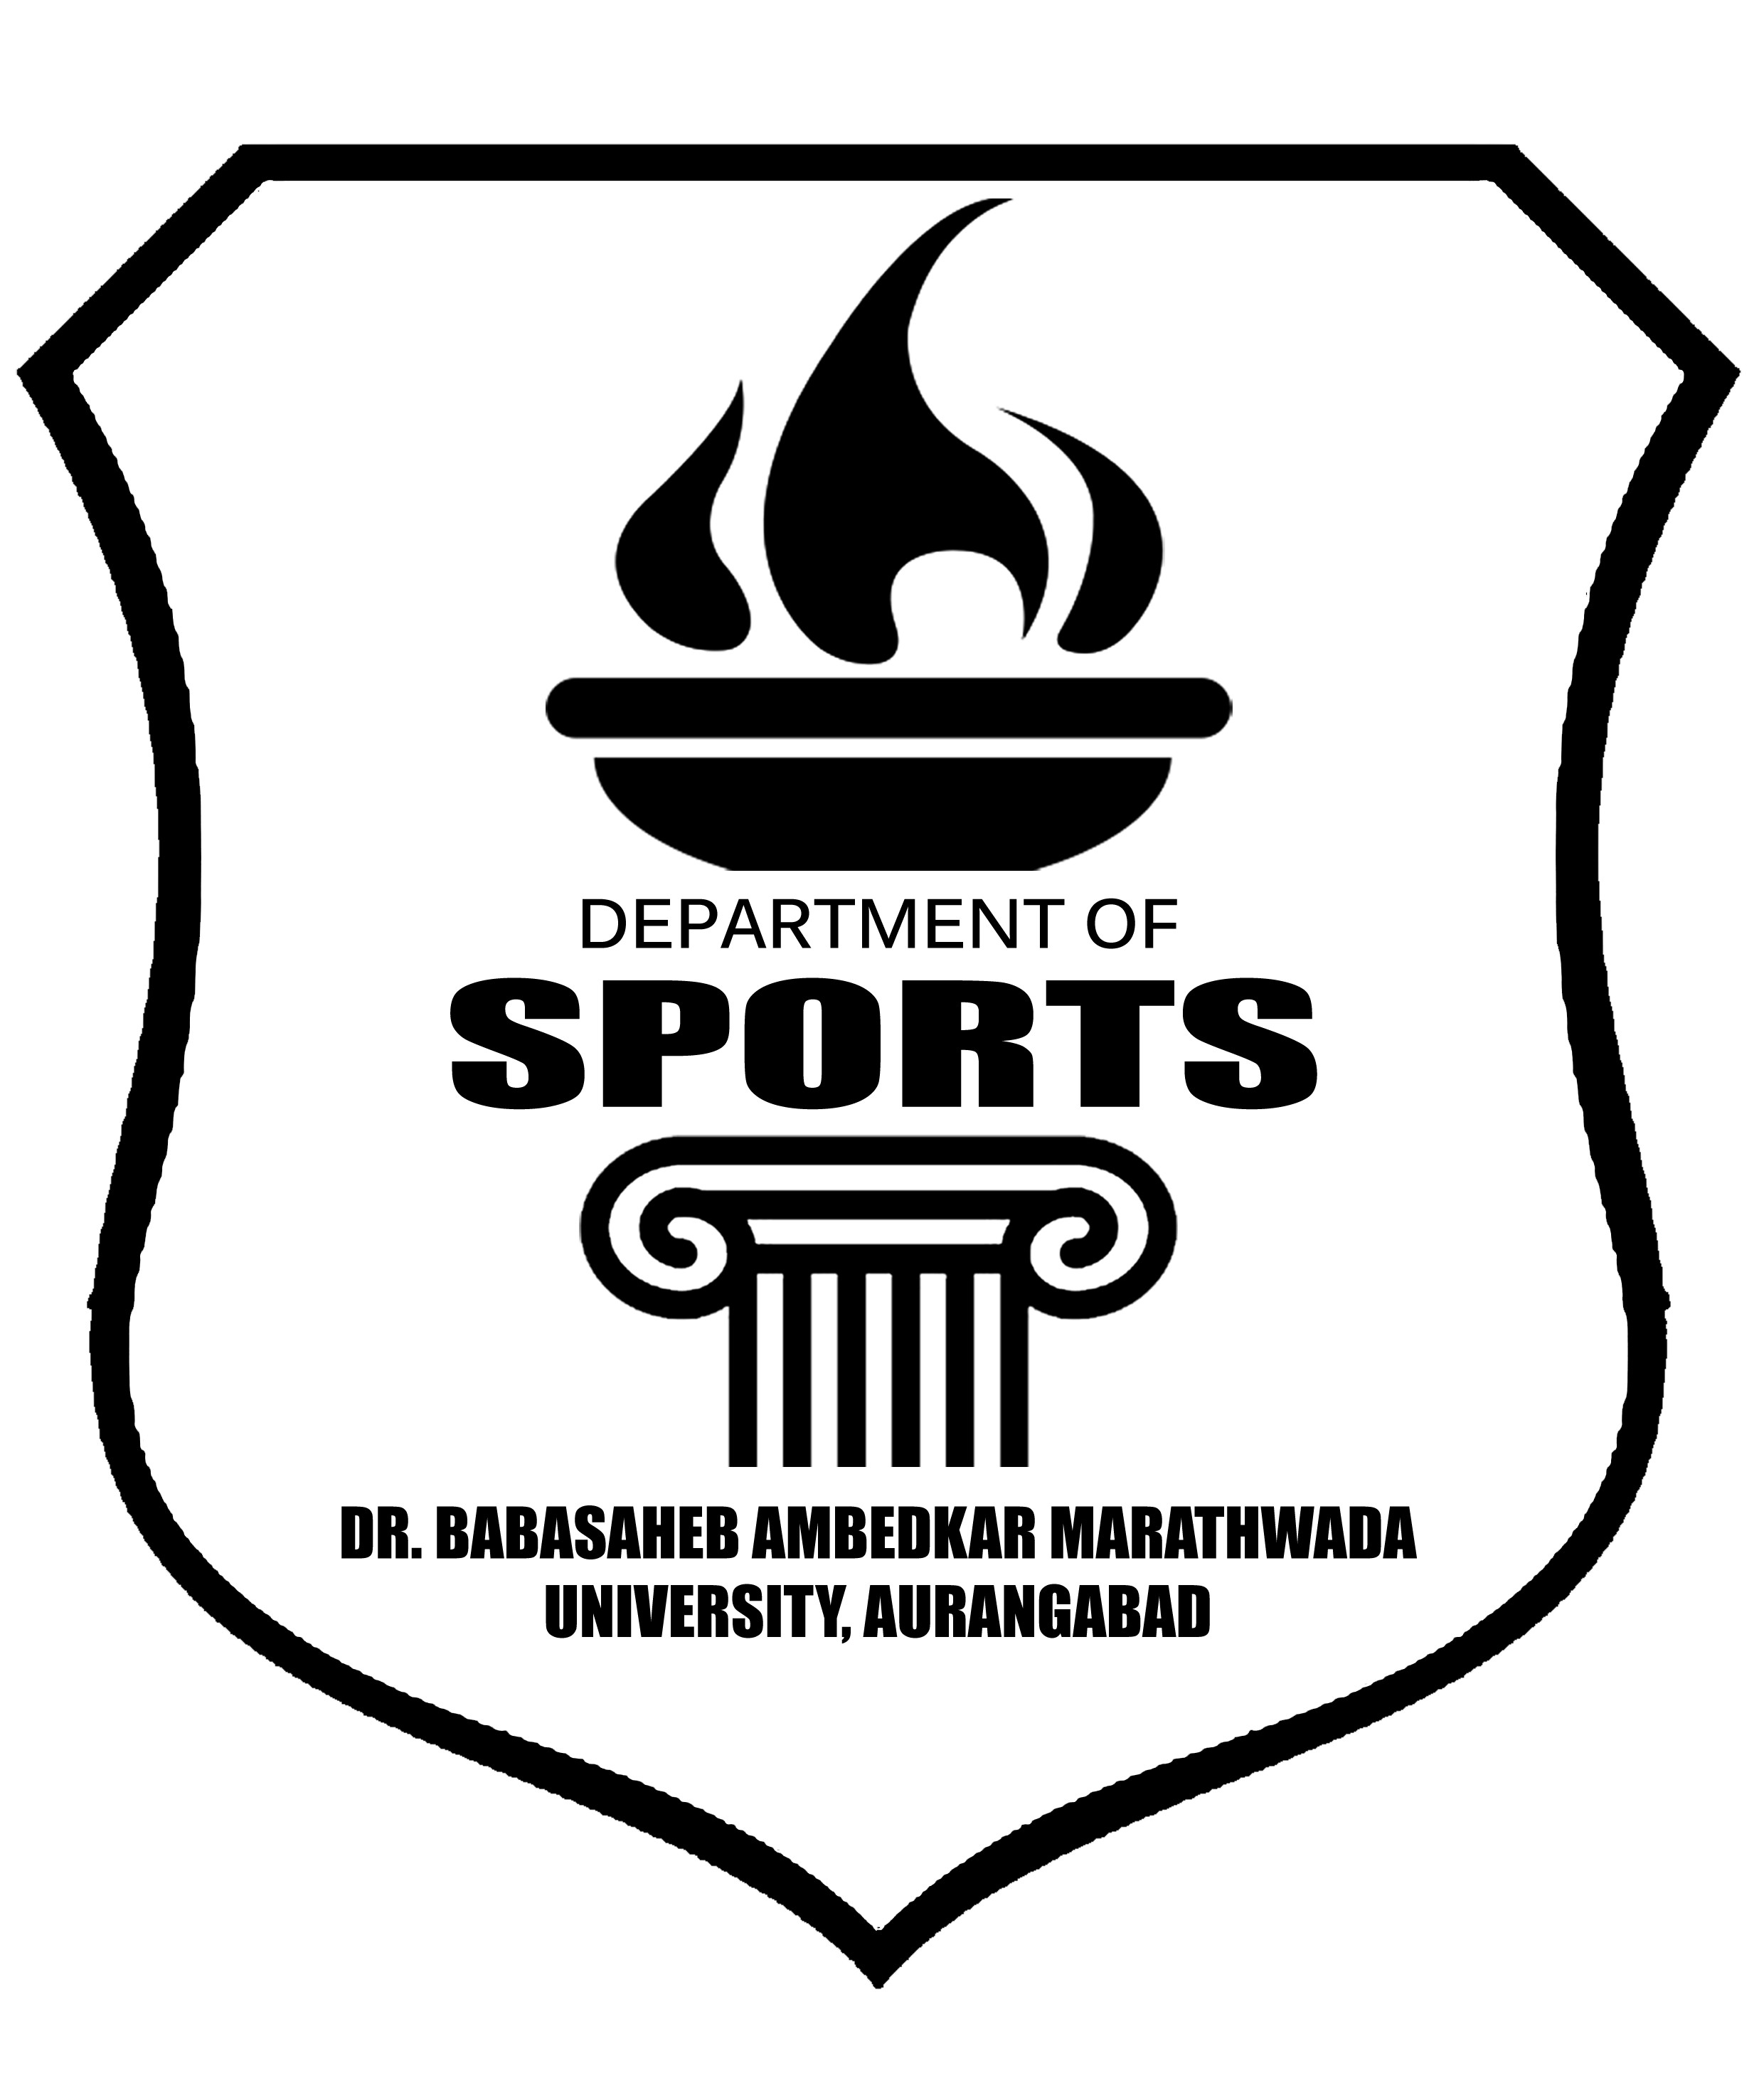 DEPARTMENT OF
SPORTS
DR. BABASAHEB AMBEDKAR MARATHWADA
UNIVERSITY, AURANGABAD